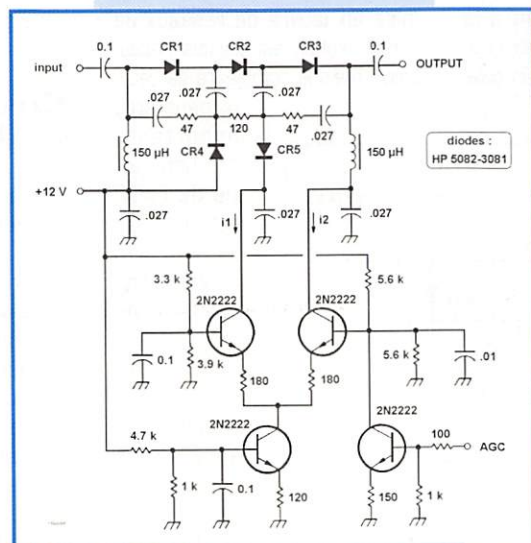 0.1 CR1 CR2 CR3 0.1
input OUTPUT
.027 .027
.027 .027
47 120 47
150 µH CR4 CR5 150 µH
diodes :
HP 5082-3081
+12 V
.027 i1 .027 i2 .027
3.3 k 5.6 k
2N2222 2N2222
0.1 3.9 k 5.6 k .01
180 180
2N2222 2N2222
4.7 k 100 AGC
1 k 0.1 120 150 1 k